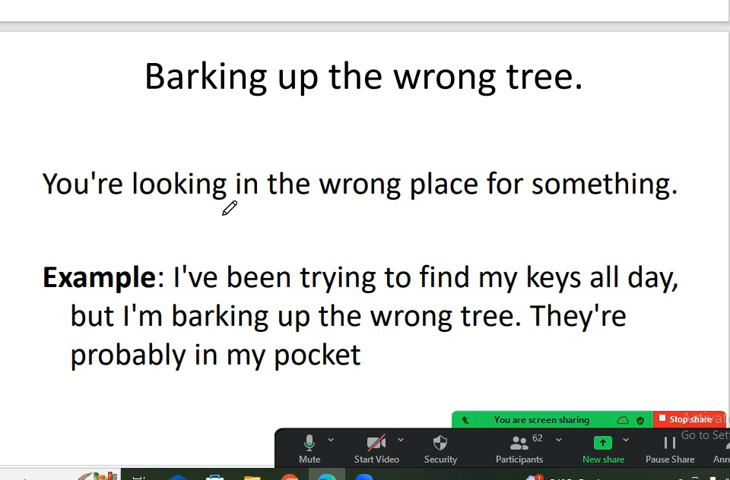 Barking up the wrong tree.
You're looking in the wrong place for something.
Example: I've been trying to find my keys all day,
but I'm barking up the wrong tree. They're
probably in my pocket
You are screen sharing
Stop share
62
Mute
Start Video
Security
Participants
New share
Pause Share